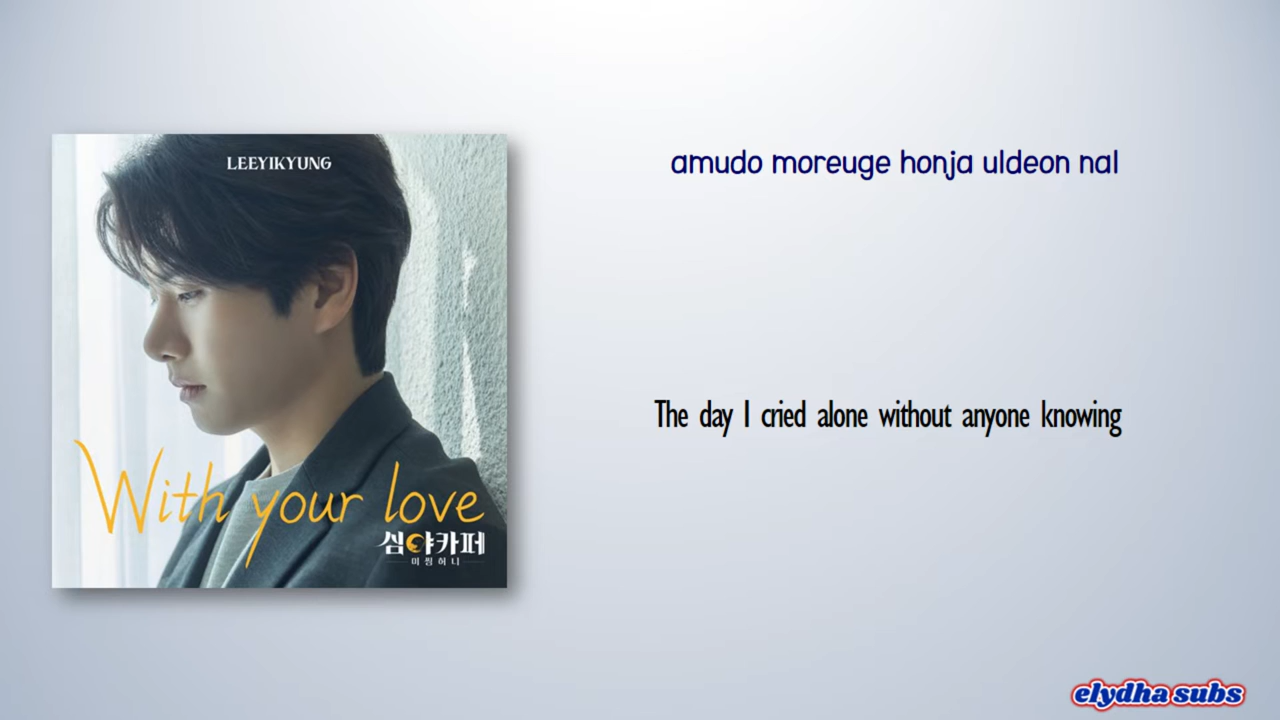 LEEYIKYUNG
With your love
심야카페
미씽허니
amudo moreuge honja uldeon nal
The day I cried alone without anyone knowing
elydha subs